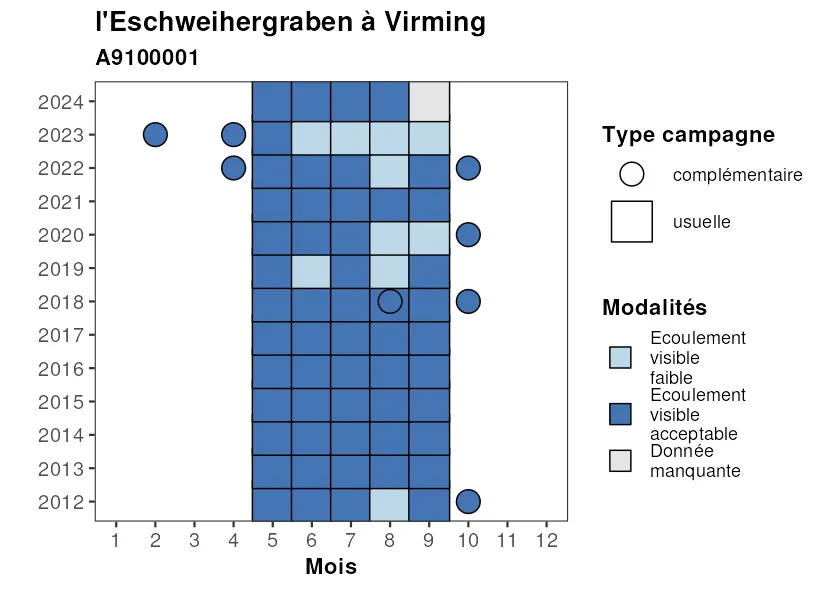 l'Eschweihergraben à Virming
A9100001
2024
2023
2022
2021
2020
2019
2018
2017
2016
2015
2014
2013
2012
1 2 3 4 5 6 7 8 9 10 11 12
Mois
Type campagne
complémentaire
usuelle
Modalités
Ecoulement
visible
faible
Ecoulement
visible
acceptable
Donnée
manquante